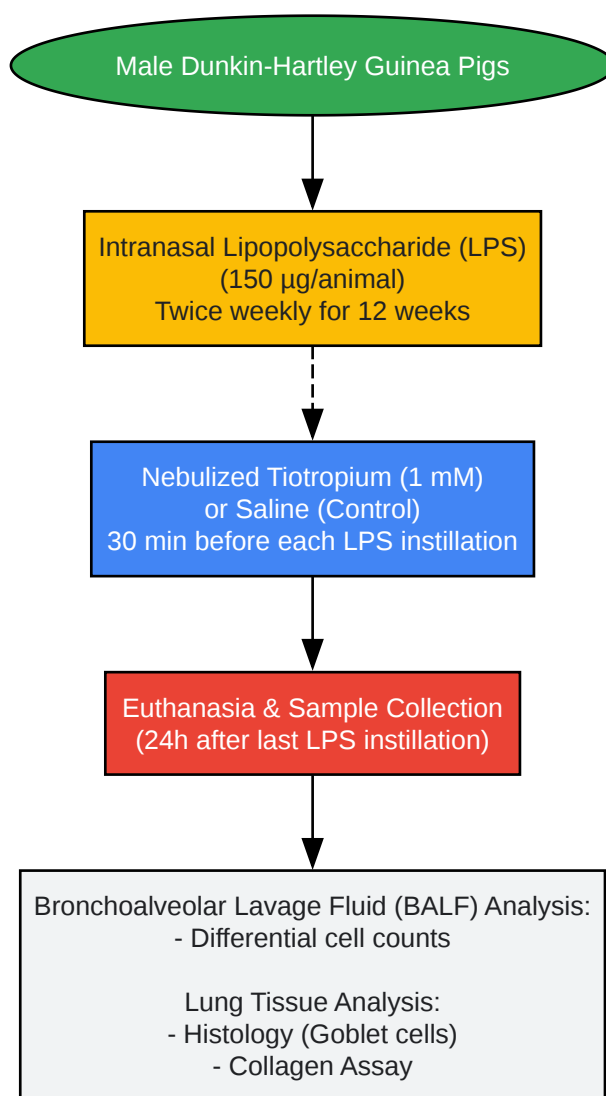 Male Dunkin-Hartley Guinea Pigs
Intranasal Lipopolysaccharide (LPS)
(150 µg/animal)
Twice weekly for 12 weeks
Nebulized Tiotropium (1 mM)
or Saline (Control)
30 min before each LPS instillation
Euthanasia & Sample Collection
(24h after last LPS instillation)
Bronchoalveolar Lavage Fluid (BALF) Analysis:
- Differential cell counts
Lung Tissue Analysis:
- Histology (Goblet cells)
- Collagen Assay